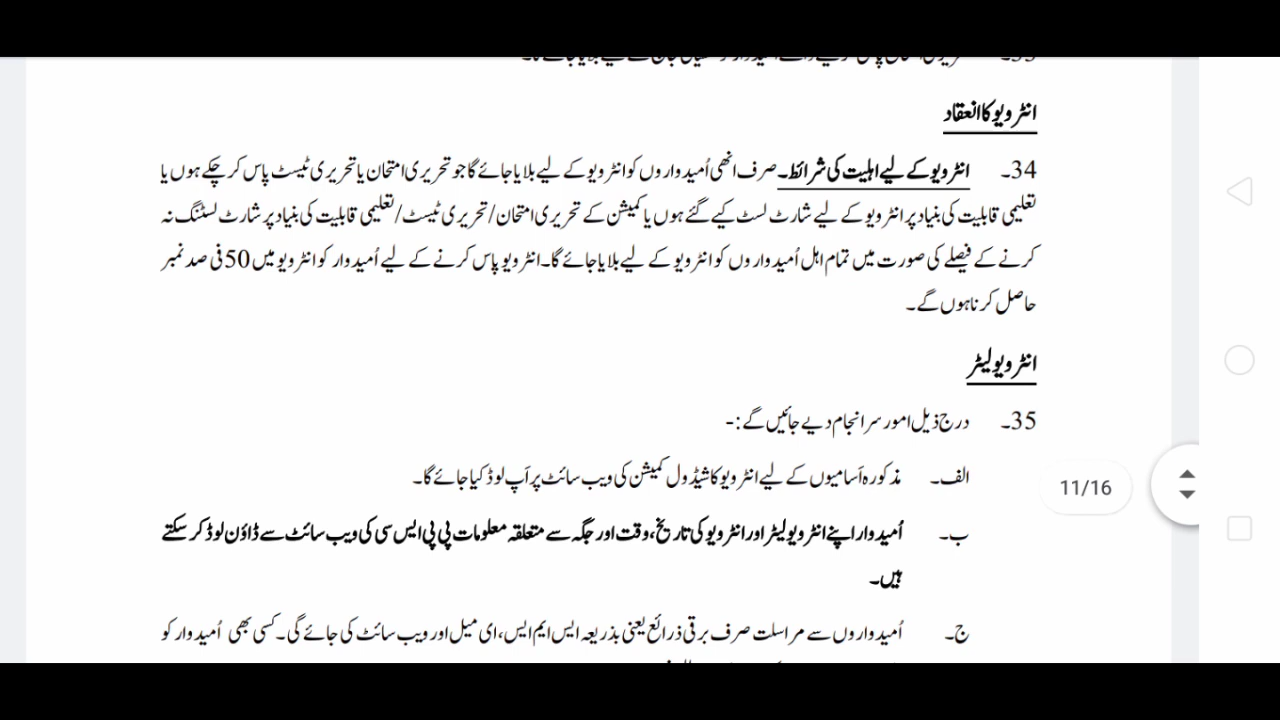 انٹرویو کا انعقاد
34۔ انٹرویو کے لیے اہلیت کی شرائط۔ صرف انھی اُمیدواروں کو انٹرویو کے لیے بلایا جائے گا جو تحریری امتحان یا تحریری ٹیسٹ پاس کر چکے ہوں یا
تعلیمی قابلیت کی بنیاد پر انٹرویو کے لیے شارٹ لسٹ کیے گئے ہوں یا کمیشن کے تحریری امتحان/تحریری ٹیسٹ/تعلیمی قابلیت کی بنیاد پر شارٹ لسٹنگ نہ
کرنے کے فیصلے کی صورت میں تمام اہل اُمیدواروں کو انٹرویو کے لیے بلایا جائے گا۔ انٹرویو پاس کرنے کے لیے اُمیدوار کو انٹرویو میں 50 فی صد نمبر
حاصل کرنا ہوں گے۔
انٹرویو لیٹر
35۔ درج ذیل امور سرانجام دیے جائیں گے:-
الف۔ مذکورہ اَسامیوں کے لیے انٹرویو کا شیڈول کمیشن کی ویب سائٹ پر اَپ لوڈ کیا جائے گا۔
11/16
ب۔ اُمیدوار اپنے انٹرویو لیٹر اور انٹرویو کی تاریخ، وقت اور جگہ سے متعلقہ معلومات پی پی ایس سی کی ویب سائٹ سے ڈاؤن لوڈ کر سکتے
ہیں۔
ج۔ اُمیدواروں سے مراسلت صرف برقی ذرائع یعنی بذریعہ ایس ایم ایس، ای میل اور ویب سائٹ کی جائے گی۔ کسی بھی اُمیدوار کو